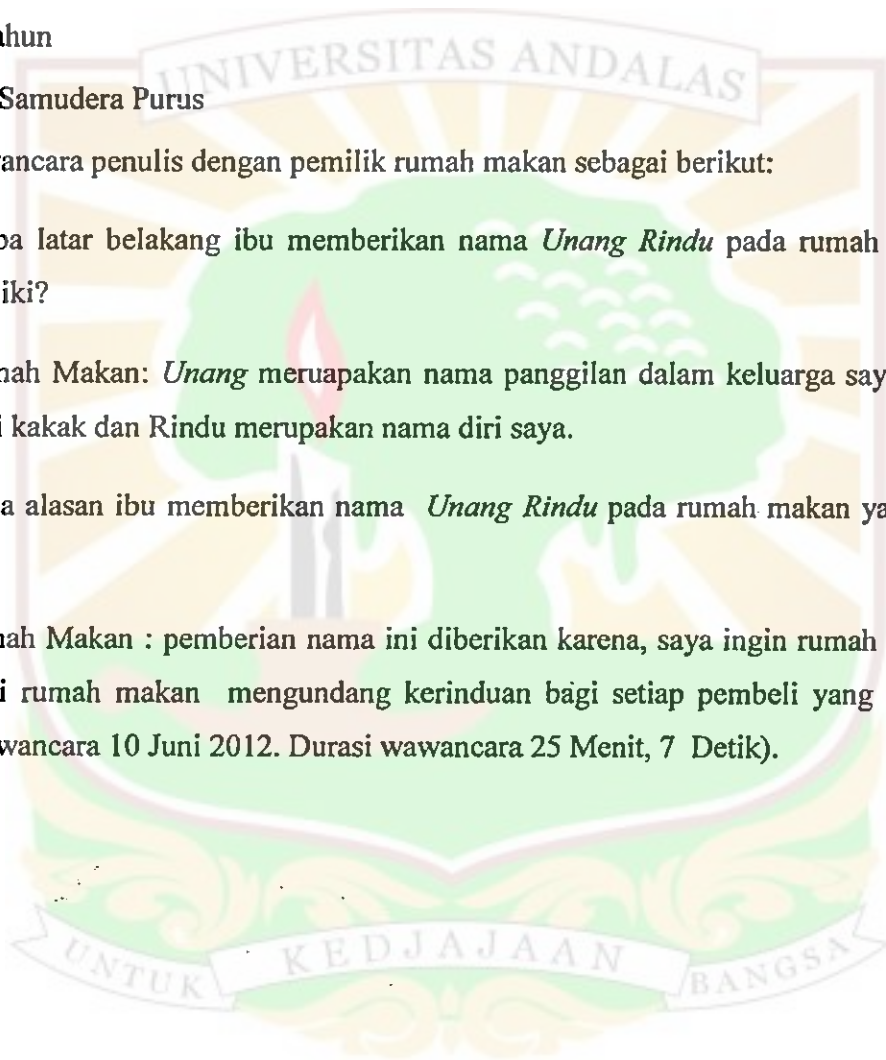 ahun
Samudera Purus
ancara penulis dengan pemilik rumah makan sebagai berikut:
pa latar belakang ibu memberikan nama Unang Rindu pada rumah
iki?
nah Makan: Unang meruapakan nama panggilan dalam keluarga say
i kakak dan Rindu merupakan nama diri saya.
a alasan ibu memberikan nama Unang Rindu pada rumah makan ya
nah Makan : pemberian nama ini diberikan karena, saya ingin rumah
i rumah makan mengundang kerinduan bagi setiap pembeli yang
wancara 10 Juni 2012. Durasi wawancara 25 Menit, 7 Detik).
UNIVERSITAS ANDALAS
UNTUK KEDJAJAAN BANGSA